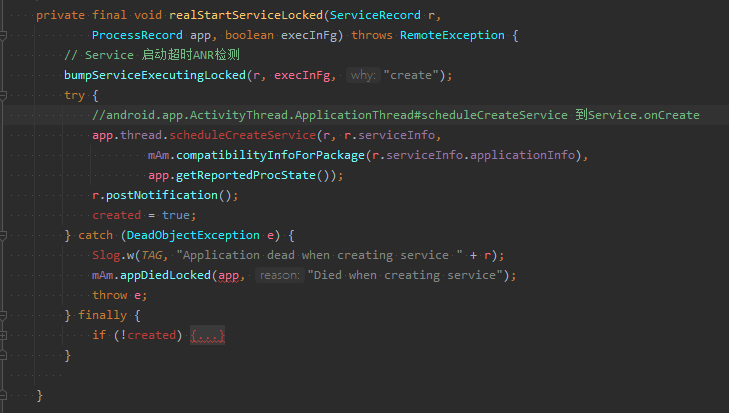 private final void realStartServiceLocked(ServiceRecord r,
        ProcessRecord app, boolean execInFg) throws RemoteException {
    // Service 启动超时ANR检测
    bumpServiceExecutingLocked(r, execInFg, why: "create");
    try {
        //android.app.ActivityThread.ApplicationThread#scheduleCreateService 到Service.onCreate
        app.thread.scheduleCreateService(r, r.serviceInfo,
                mAm.compatibilityInfoForPackage(r.serviceInfo.applicationInfo),
                app.getReportedProcState());
        r.postNotification();
        created = true;
    } catch (DeadObjectException e) {
        Slog.w(TAG, "Application dead when creating service " + r);
        mAm.appDiedLocked(app, reason: "Died when creating service");
        throw e;
    } finally {
        if (!created) {...}
    }
}